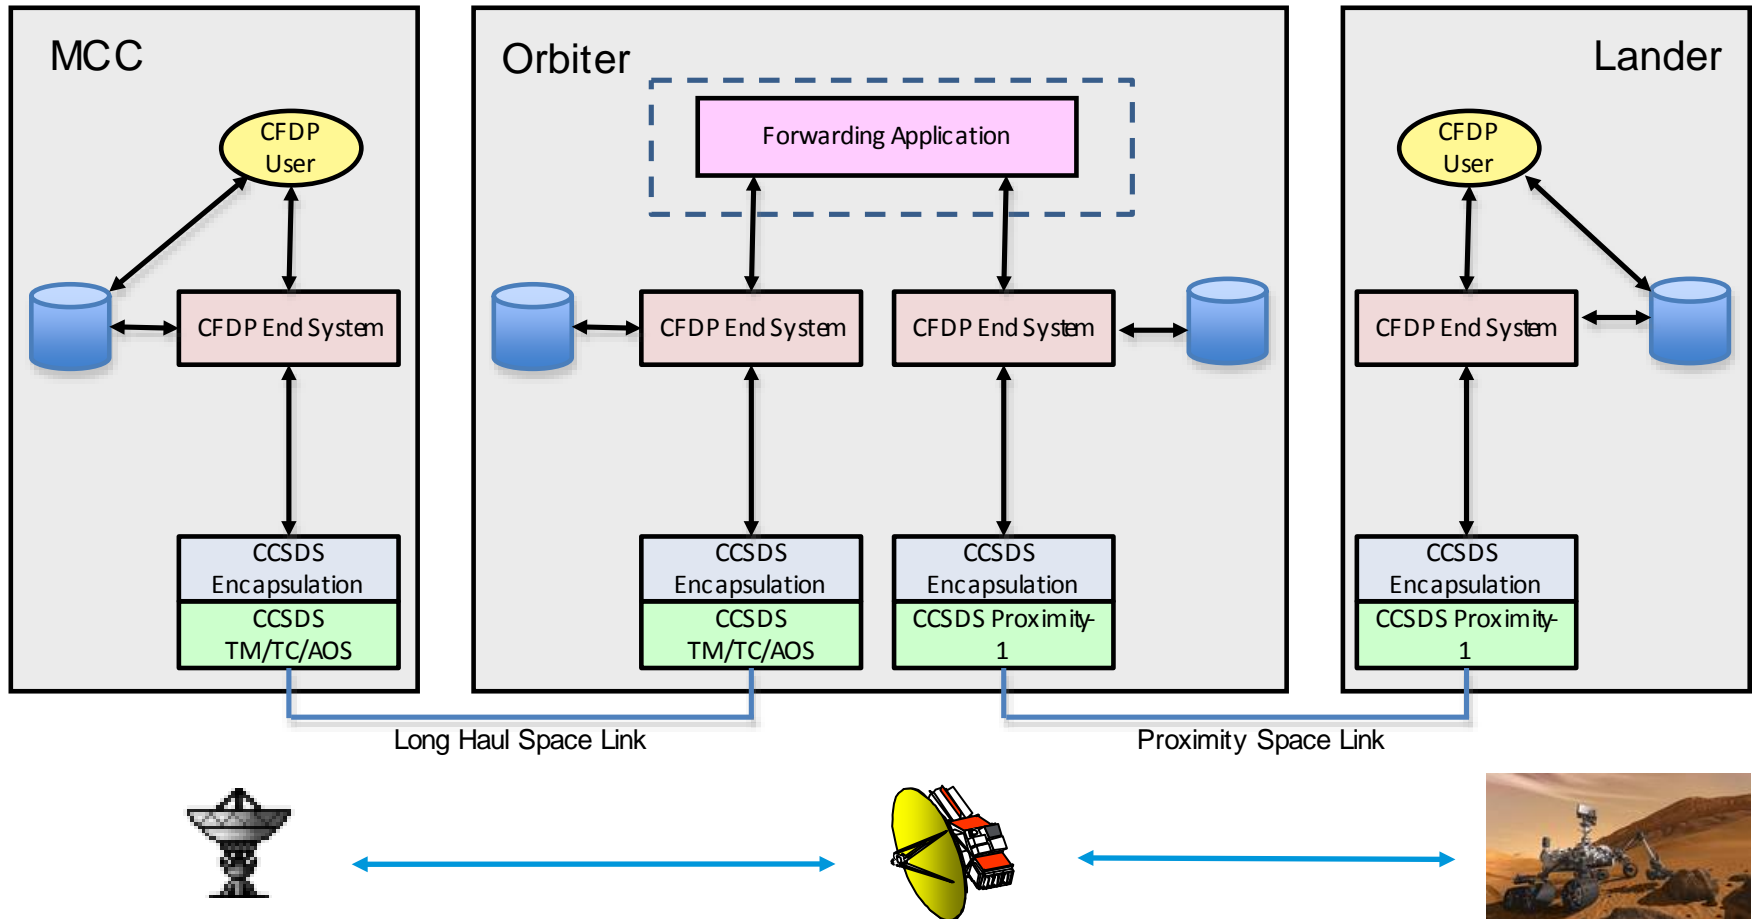 MCC
Orbiter
Lander
CFDP
User
Forwarding Application
CFDP
User
CFDP End System
CFDP End System
CFDP End System
CFDP End System
CCSDS
Encapsulation
CCSDS
TM/TC/AOS
CCSDS
Encapsulation
CCSDS
TM/TC/AOS
CCSDS
Encapsulation
CCSDS Proximity-
1
CCSDS
Encapsulation
CCSDS Proximity-
1
Long Haul Space Link
Proximity Space Link